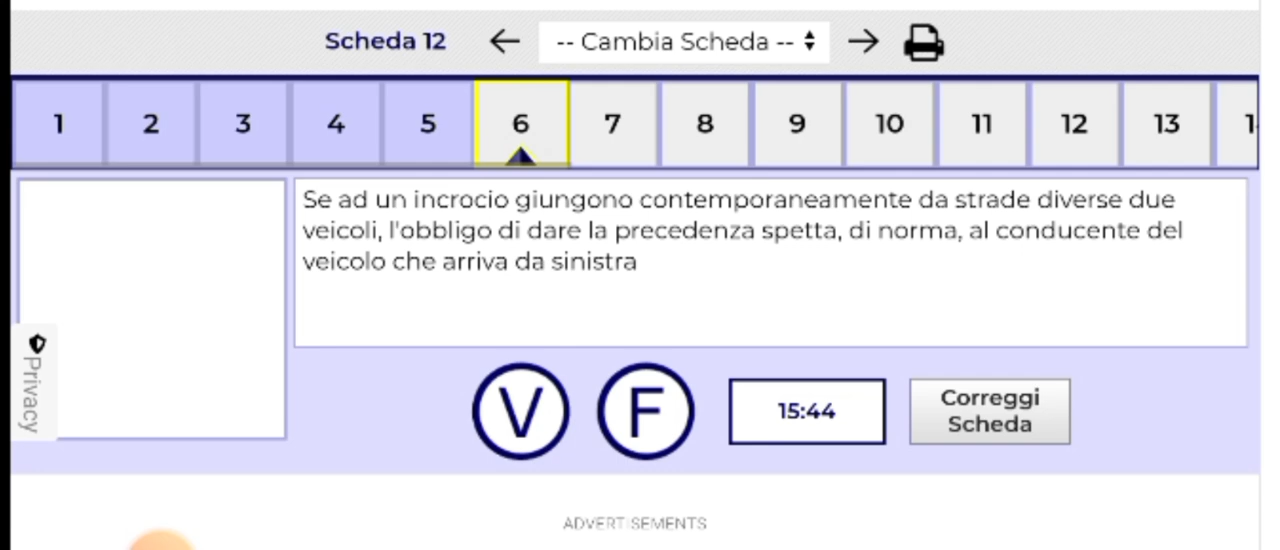 Scheda 12 ← -- Cambia Scheda -- →
1 2 3 4 5 6 7 8 9 10 11 12 13
Se ad un incrocio giungono contemporaneamente da strade diverse due
veicoli, l'obbligo di dare la precedenza spetta, di norma, al conducente del
veicolo che arriva da sinistra
Privacy
V F 15:44 Correggi
Scheda
ADVERTISEMENTS